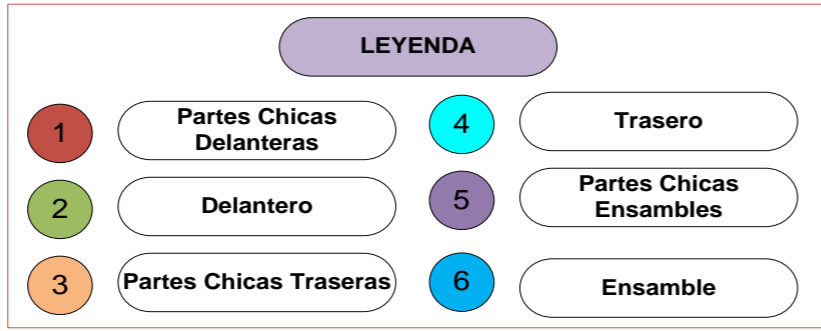 LEYENDA
1
Partes Chicas
Delanteras
2
Delantero
3
Partes Chicas Traseras
4
Trasero
5
Partes Chicas
Ensambles
6
Ensamble